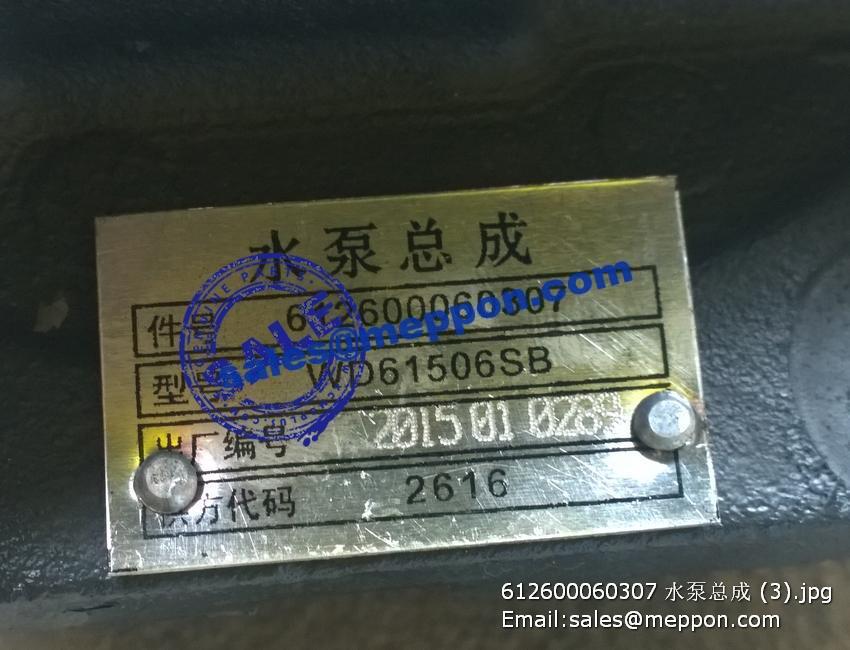 水泵总成
件号 612600060307
型号 WD61506SB
出厂编号 2015 01 0289
供方代码 2616
sales@meppon.com
SALE
612600060307 水泵总成 (3).jpg
Email:sales@meppon.com